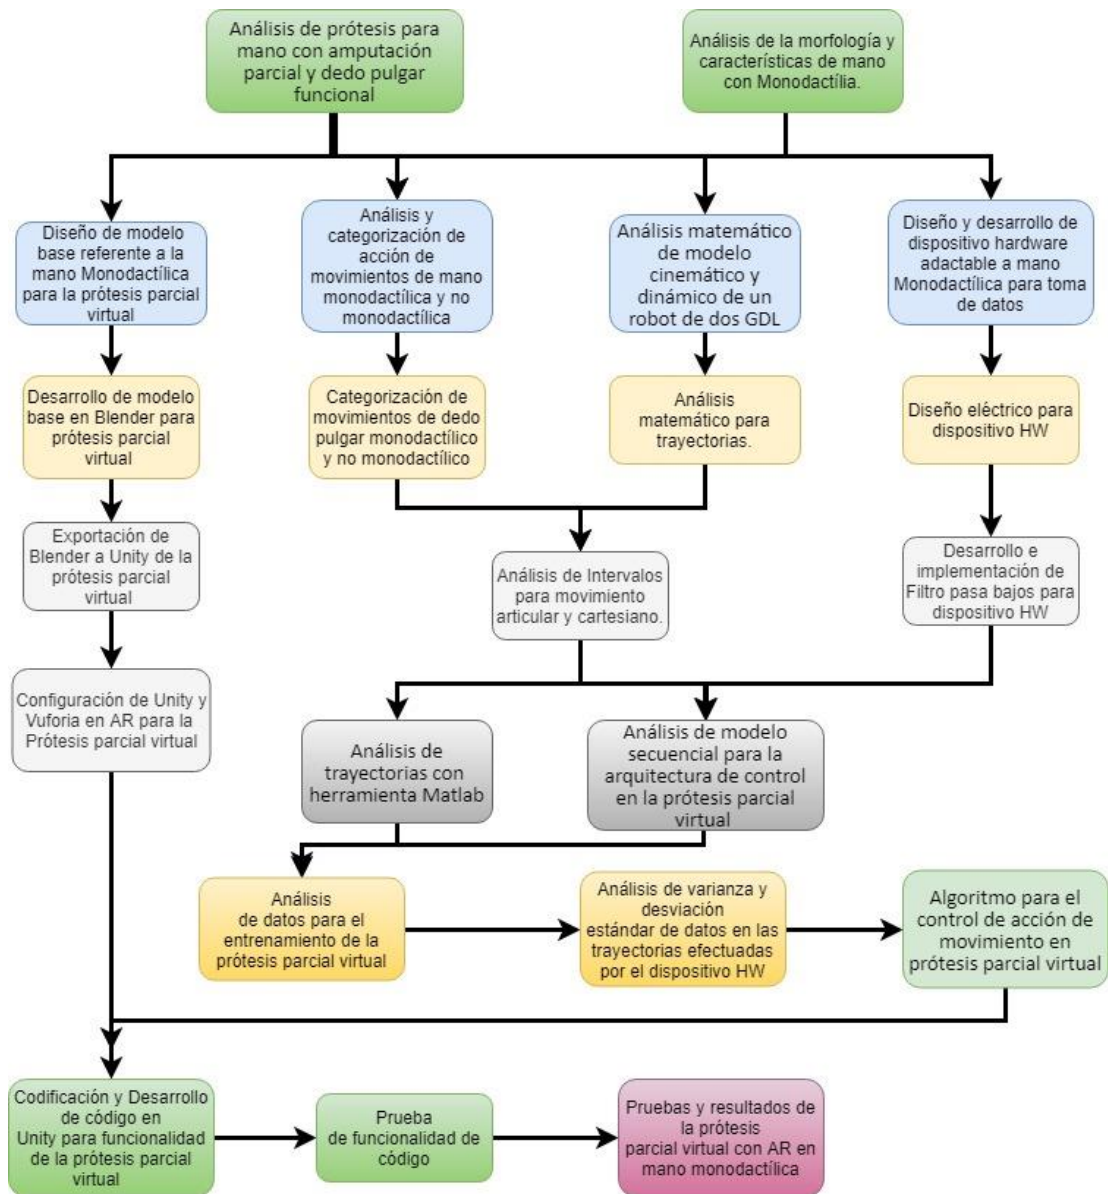 Análisis de prótesis para
mano con amputación
parcial y dedo pulgar
funcional
Análisis de la morfología y
características de mano
con Monodactília.
Diseño de modelo
base referente a la
mano Monodactílica
para la prótesis parcial
virtual
Análisis y
categorización de
acción de
movimientos de mano
monodactílica y no
monodactílica
Análisis matemático
de modelo
cinemático y
dinámico de un
robot de dos GDL
Diseño y desarrollo de
dispositivo hardware
adactable a mano
Monodactílica para toma
de datos
Desarrollo de modelo
base en Blender para
prótesis parcial
virtual
Categorización de
movimientos de dedo
pulgar monodactílico
y no monodactílico
Análisis
matemático para
trayectorias.
Diseño eléctrico para
dispositivo HW
Exportación de
Blender a Unity de la
prótesis parcial
virtual
Análisis de Intervalos
para movimiento
articular y cartesiano.
Desarrollo e
implementación de
Filtro pasa bajos para
dispositivo HW
Configuración de Unity y
Vuforia en AR para la
Prótesis parcial virtual
Análisis de
trayectorias con
herramienta Matlab
Análisis de modelo
secuencial para la
arquitectura de control
en la prótesis parcial
virtual
Análisis
de datos para el
entrenamiento de la
prótesis parcial virtual
Análisis de varianza y
desviación
estándar de datos en las
trayectorias efectuadas
por el dispositivo HW
Algoritmo para el
control de acción de
movimiento en
prótesis parcial virtual
Codificación y Desarrollo
de código en
Unity para funcionalidad
de la prótesis parcial
virtual
Prueba
de funcionalidad de
código
Pruebas y resultados de
la prótesis
parcial virtual con AR en
mano monodactílica